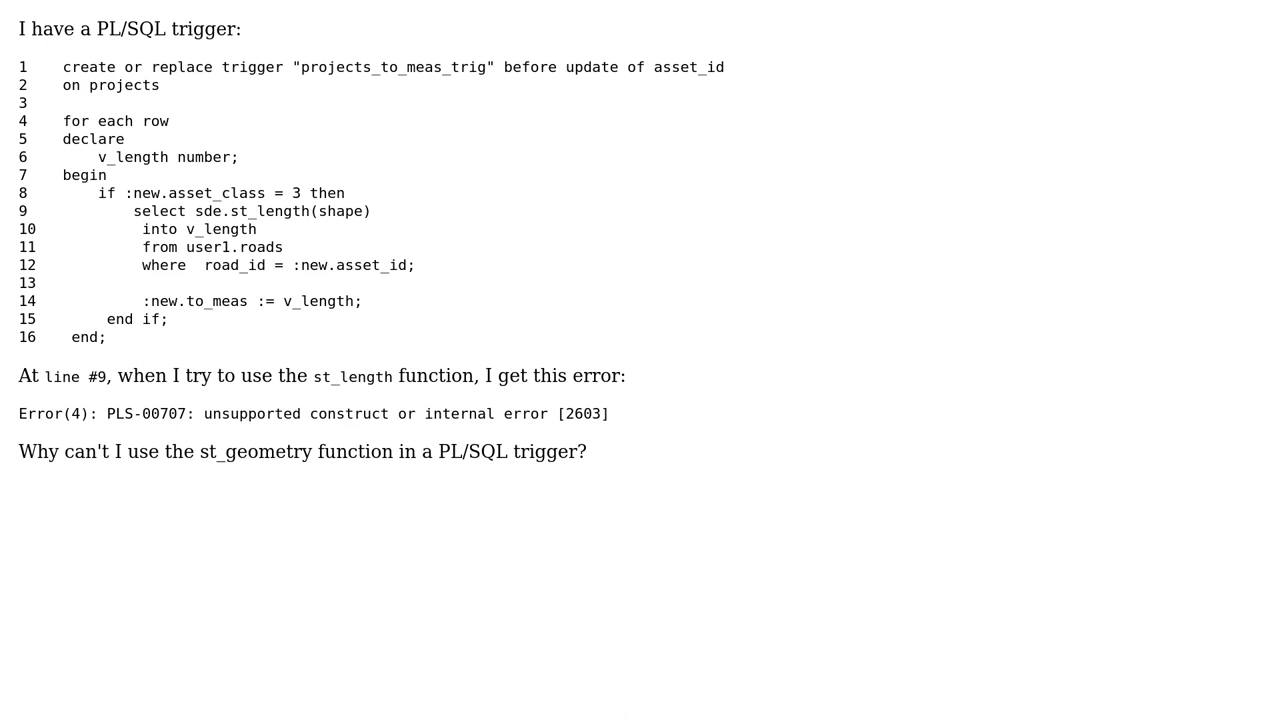 I have a PL/SQL trigger:
1    create or replace trigger "projects_to_meas_trig" before update of asset_id
2    on projects
3
4    for each row
5    declare
6        v_length number;
7    begin
8        if :new.asset_class = 3 then
9            select sde.st_length(shape)
10            into v_length
11            from user1.roads
12            where  road_id = :new.asset_id;
13
14            :new.to_meas := v_length;
15        end if;
16    end;
At line #9, when I try to use the st_length function, I get this error:
Error(4): PLS-00707: unsupported construct or internal error [2603]
Why can't I use the st_geometry function in a PL/SQL trigger?